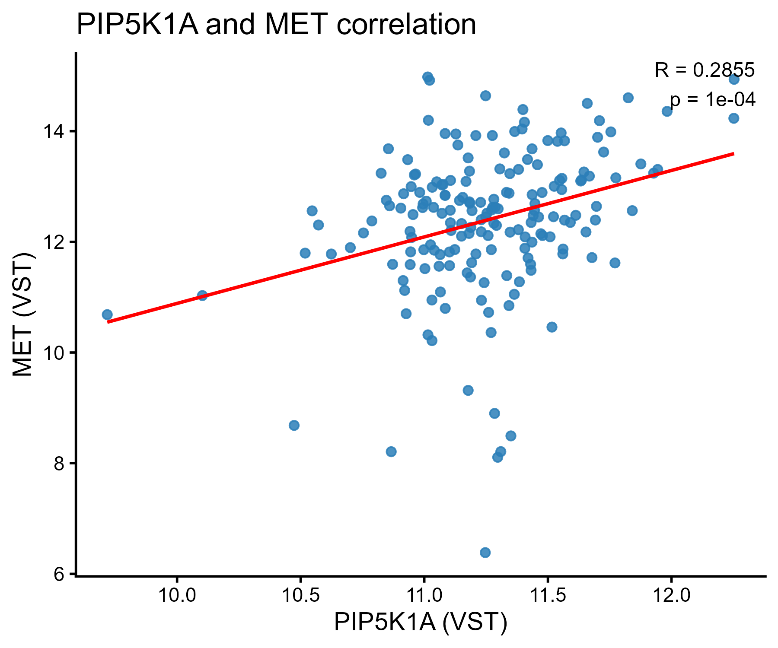 PIP5K1A and MET correlation
R = 0.2855
p = 1e-04
14
12
10
8
6
MET (VST)
10.0 10.5 11.0 11.5 12.0
PIP5K1A (VST)